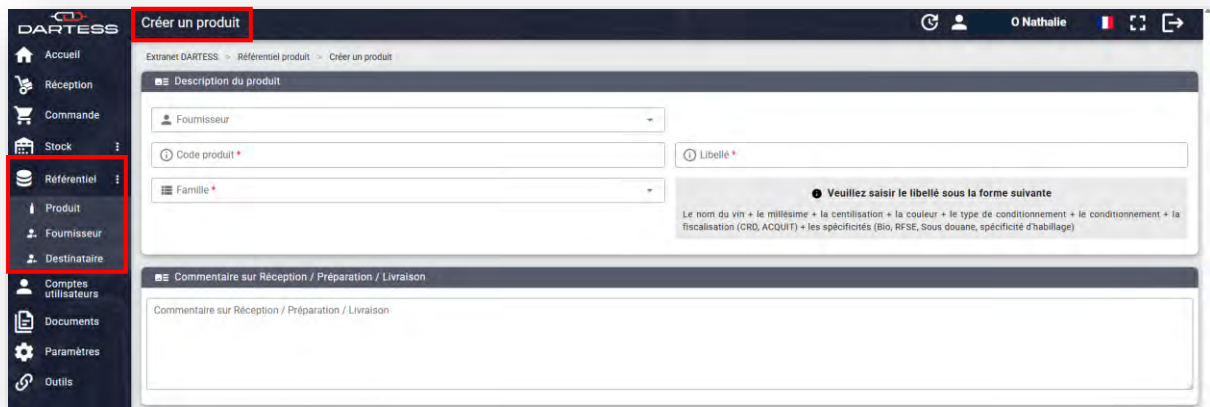 DARTESS
Créer un produit
O Nathalie
Accueil
Réception
Commande
Stock
Référentiel
Produit
Fournisseur
Destinataire
Comptes
utilisateurs
Documents
Paramètres
Outils
Extranet DARTESS > Référentiel produit > Créer un produit
Description du produit
Fournisseur
Code produit *
Libellé *
Famille *
Veuillez saisir le libellé sous la forme suivante
Le nom du vin + le millésime + la centilisation + la couleur + le type de conditionnement + le conditionnement + la
fiscalisation (CRD, ACQUIT) + les spécificités (Bio, RFSE, Sous douane, spécificité d'habillage)
Commentaire sur Réception / Préparation / Livraison
Commentaire sur Réception / Préparation / Livraison